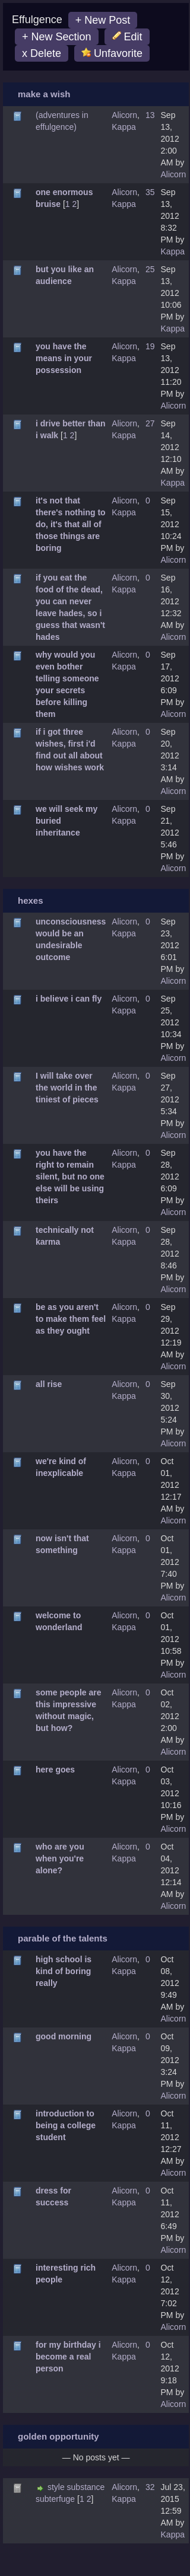 Effulgence + New Post
+ New Section Edit
x Delete Unfavorite
make a wish
(adventures in Alicorn, 13 Sep
effulgence) Kappa 13,
2012
2:00
AM by
Alicorn
one enormous Alicorn, 35 Sep
bruise [1 2] Kappa 13,
2012
8:32
PM by
Kappa
but you like an Alicorn, 25 Sep
audience Kappa 13,
2012
10:06
PM by
Kappa
you have the Alicorn, 19 Sep
means in your Kappa 13,
possession 2012
11:20
PM by
Alicorn
i drive better than Alicorn, 27 Sep
i walk [1 2] Kappa 14,
2012
12:10
AM by
Kappa
it's not that Alicorn, 0 Sep
there's nothing to Kappa 15,
do, it's that all of 2012
those things are 10:24
boring PM by
Alicorn
if you eat the Alicorn, 0 Sep
food of the dead, Kappa 16,
you can never 2012
leave hades, so i 12:32
guess that wasn't AM by
hades Alicorn
why would you Alicorn, 0 Sep
even bother Kappa 17,
telling someone 2012
your secrets 6:09
before killing PM by
them Alicorn
if i got three Alicorn, 0 Sep
wishes, first i'd Kappa 20,
find out all about 2012
how wishes work 3:14
AM by
Alicorn
we will seek my Alicorn, 0 Sep
buried Kappa 21,
inheritance 2012
5:46
PM by
Alicorn
hexes
unconsciousness Alicorn, 0 Sep
would be an Kappa 23,
undesirable 2012
outcome 6:01
PM by
Alicorn
i believe i can fly Alicorn, 0 Sep
Kappa 25,
2012
10:34
PM by
Alicorn
I will take over Alicorn, 0 Sep
the world in the Kappa 27,
tiniest of pieces 2012
5:34
PM by
Alicorn
you have the Alicorn, 0 Sep
right to remain Kappa 28,
silent, but no one 2012
else will be using 6:09
theirs PM by
Alicorn
technically not Alicorn, 0 Sep
karma Kappa 28,
2012
8:46
PM by
Alicorn
be as you aren't Alicorn, 0 Sep
to make them feel Kappa 29,
as they ought 2012
12:19
AM by
Alicorn
all rise Alicorn, 0 Sep
Kappa 30,
2012
5:24
PM by
Alicorn
we're kind of Alicorn, 0 Oct
inexplicable Kappa 01,
2012
12:17
AM by
Alicorn
now isn't that Alicorn, 0 Oct
something Kappa 01,
2012
7:40
PM by
Alicorn
welcome to Alicorn, 0 Oct
wonderland Kappa 01,
2012
10:58
PM by
Alicorn
some people are Alicorn, 0 Oct
this impressive Kappa 02,
without magic, 2012
but how? 2:00
AM by
Alicorn
here goes Alicorn, 0 Oct
Kappa 03,
2012
10:16
PM by
Alicorn
who are you Alicorn, 0 Oct
when you're Kappa 04,
alone? 2012
12:14
AM by
Alicorn
parable of the talents
high school is Alicorn, 0 Oct
kind of boring Kappa 08,
really 2012
9:49
AM by
Alicorn
good morning Alicorn, 0 Oct
Kappa 09,
2012
3:24
PM by
Alicorn
introduction to Alicorn, 0 Oct
being a college Kappa 11,
student 2012
12:27
AM by
Alicorn
dress for Alicorn, 0 Oct
success Kappa 11,
2012
6:49
PM by
Alicorn
interesting rich Alicorn, 0 Oct
people Kappa 12,
2012
7:02
PM by
Alicorn
for my birthday i Alicorn, 0 Oct
become a real Kappa 12,
person 2012
9:18
PM by
Alicorn
golden opportunity
— No posts yet —
style substance Alicorn, 32 Jul 23,
subterfuge [1 2] Kappa 2015
12:59
AM by
Kappa